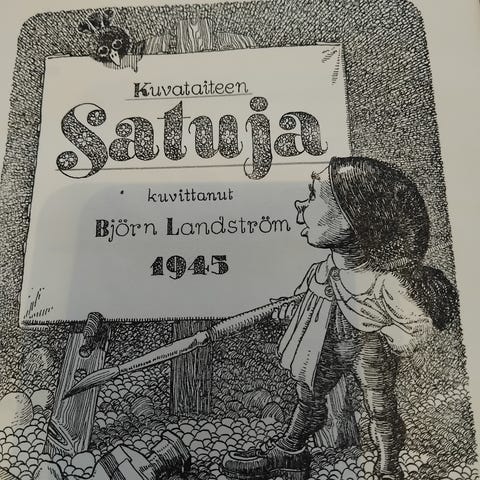 Kuvataiteen
Satuja
kuvittanut
Björn Landström
1945